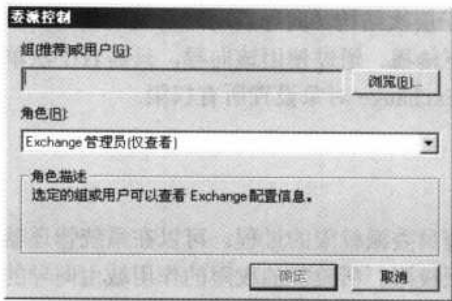 委派控制
组(推荐)或用户(G):
浏览(B)...
角色(R):
Exchange 管理员(仅查看)
角色描述
选定的组或用户可以查看 Exchange 配置信息。
确定
取消